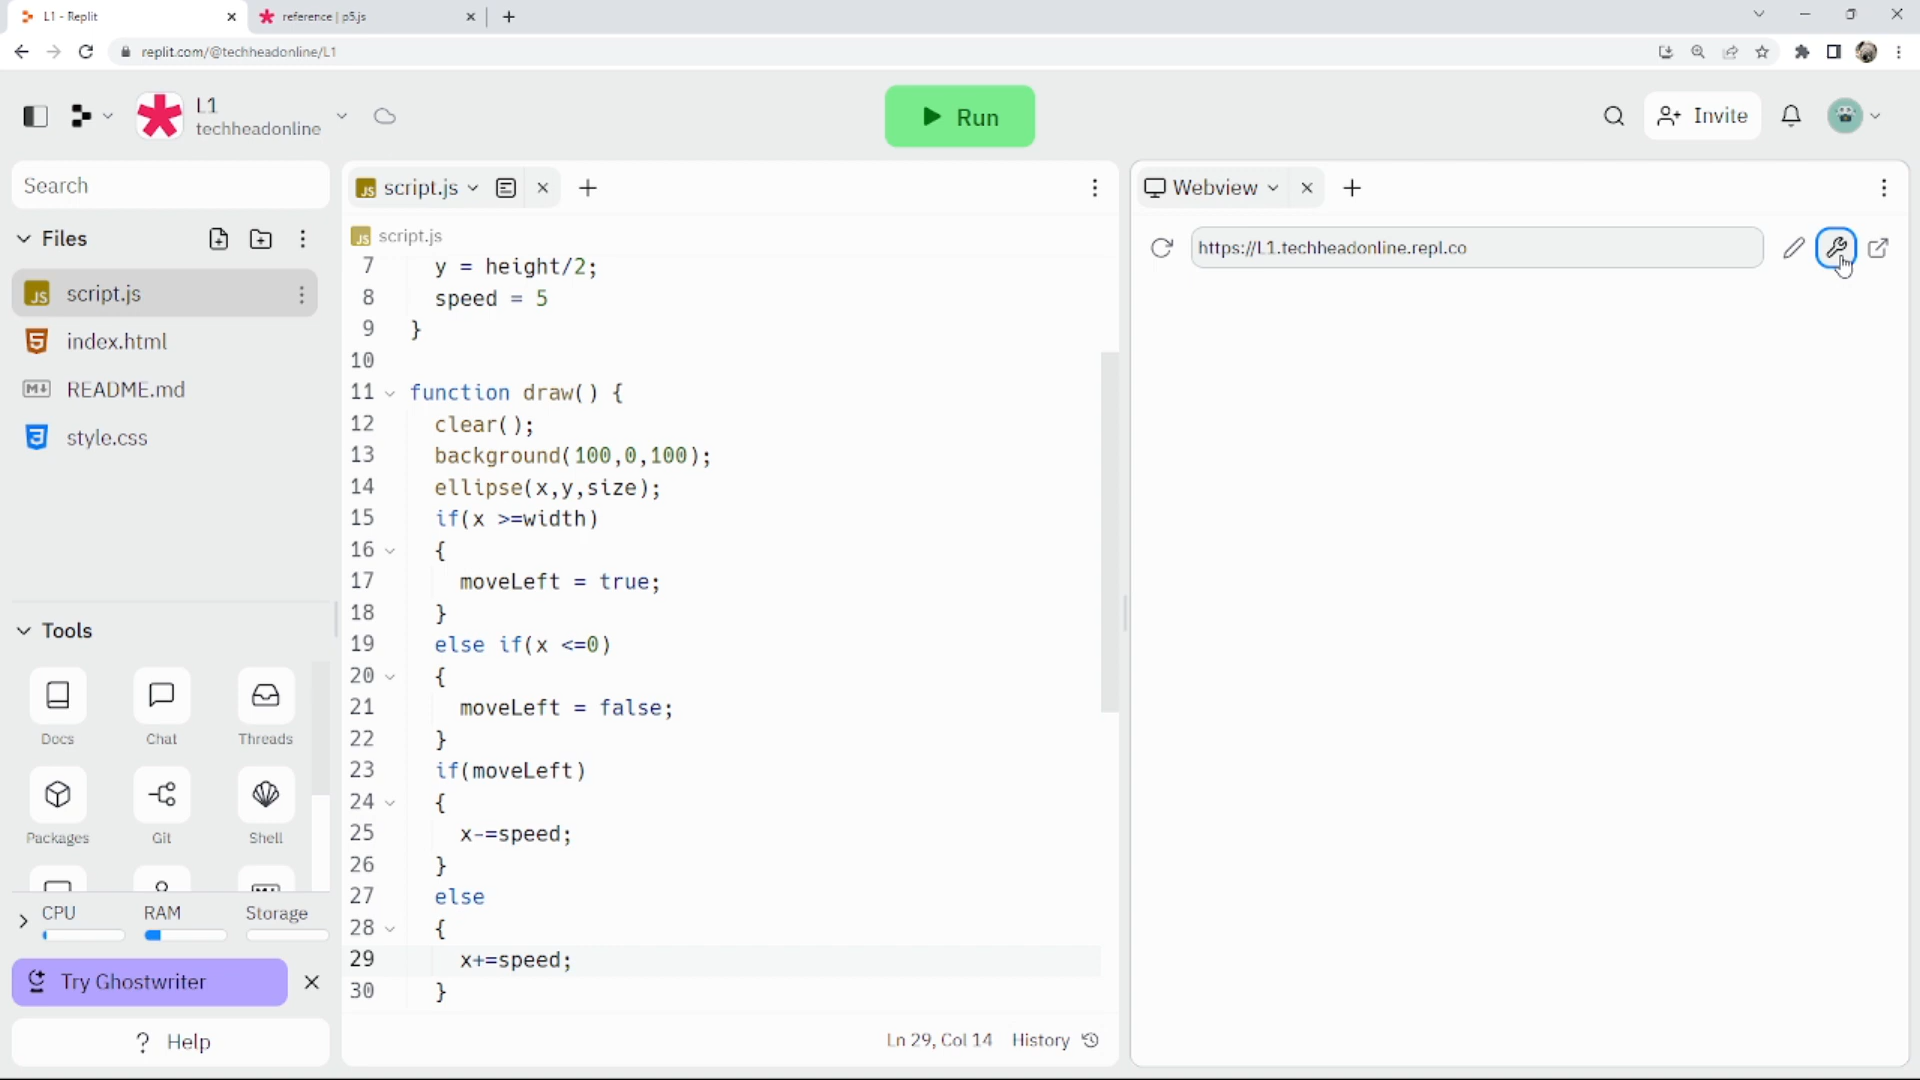 L1 - Replit
reference | p5.js
replit.com/@techheadonline/L1
L1
techheadonline
Run
Invite
Search
Files
JS script.js
index.html
M↓ README.md
style.css
Tools
Docs
Chat
Threads
Packages
Git
Shell
CPU
RAM
Storage
Try Ghostwriter
? Help
JS script.js
JS script.js
7 y = height/2;
8 speed = 5
9 }
10
11 function draw() {
12 clear();
13 background(100,0,100);
14 ellipse(x,y,size);
15 if(x >=width)
16 {
17 moveLeft = true;
18 }
19 else if(x <=0)
20 {
21 moveLeft = false;
22 }
23 if(moveLeft)
24 {
25 x-=speed;
26 }
27 else
28 {
29 x+=speed;
30 }
Ln 29, Col 14 History
Webview
https://L1.techheadonline.repl.co